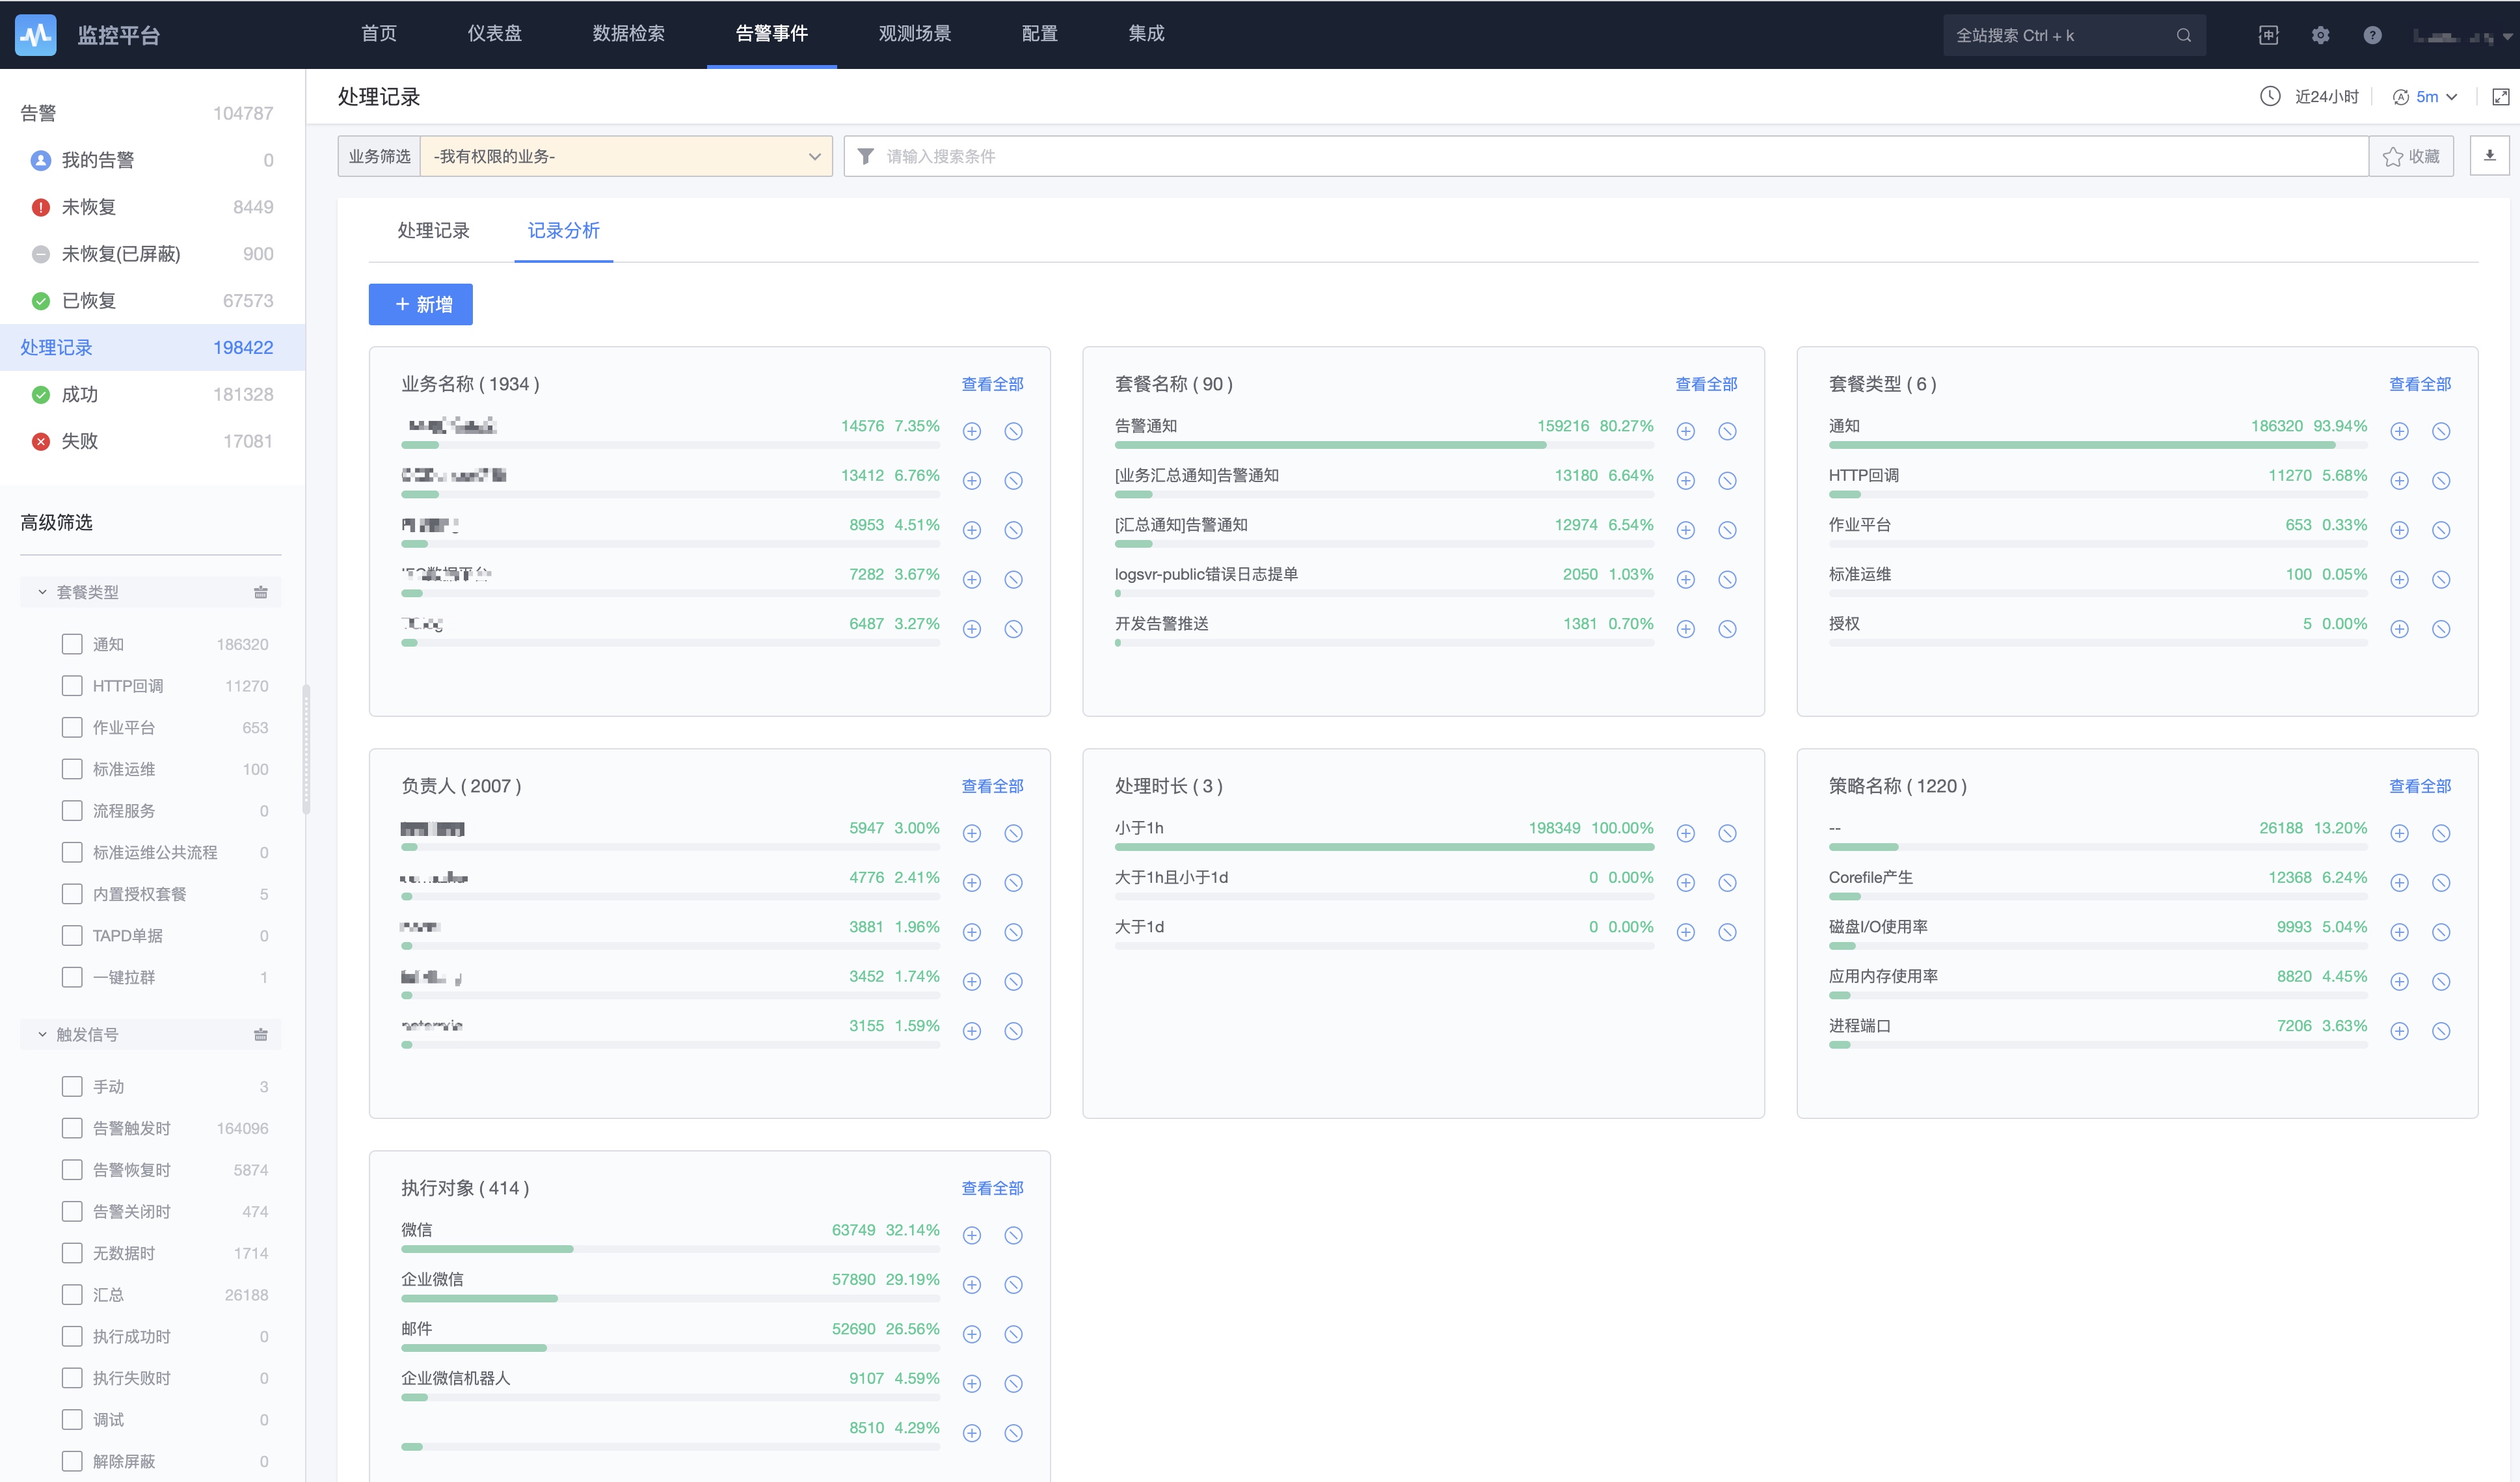 监控平台
首页
仪表盘
数据检索
告警事件
观测场景
配置
集成
全站搜索 Ctrl + k
告警 104787
我的告警 0
未恢复 8449
未恢复(已屏蔽) 900
已恢复 67573
处理记录 198422
成功 181328
失败 17081
高级筛选
套餐类型
通知 186320
HTTP回调 11270
作业平台 653
标准运维 100
流程服务 0
标准运维公共流程 0
内置授权套餐 5
TAPD单据 0
一键拉群 1
触发信号
手动 3
告警触发时 164096
告警恢复时 5874
告警关闭时 474
无数据时 1714
汇总 26188
执行成功时 0
执行失败时 0
调试 0
解除屏蔽 0
处理记录
近24小时
5m
业务筛选 -我有权限的业务-
请输入搜索条件
收藏
处理记录
记录分析
+ 新增
业务名称 ( 1934 ) 查看全部
14576 7.35%
13412 6.76%
8953 4.51%
7282 3.67%
6487 3.27%
套餐名称 ( 90 ) 查看全部
告警通知 159216 80.27%
[业务汇总通知]告警通知 13180 6.64%
[汇总通知]告警通知 12974 6.54%
logsvr-public错误日志提单 2050 1.03%
开发告警推送 1381 0.70%
套餐类型 ( 6 ) 查看全部
通知 186320 93.94%
HTTP回调 11270 5.68%
作业平台 653 0.33%
标准运维 100 0.05%
授权 5 0.00%
负责人 ( 2007 ) 查看全部
5947 3.00%
4776 2.41%
3881 1.96%
3452 1.74%
3155 1.59%
处理时长 ( 3 )
小于1h 198349 100.00%
大于1h且小于1d 0 0.00%
大于1d 0 0.00%
策略名称 ( 1220 ) 查看全部
-- 26188 13.20%
Corefile产生 12368 6.24%
磁盘I/O使用率 9993 5.04%
应用内存使用率 8820 4.45%
进程端口 7206 3.63%
执行对象 ( 414 ) 查看全部
微信 63749 32.14%
企业微信 57890 29.19%
邮件 52690 26.56%
企业微信机器人 9107 4.59%
8510 4.29%